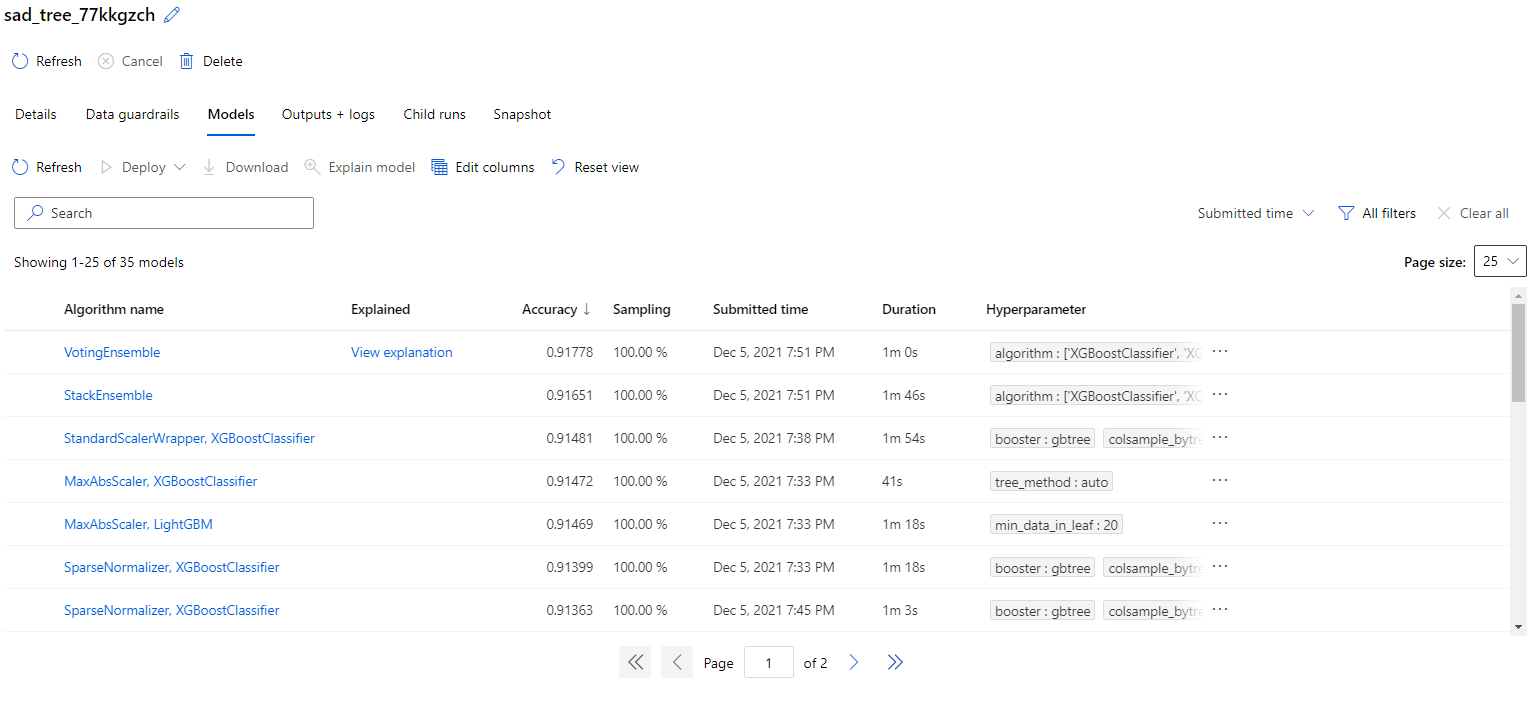 sad_tree_77kkgzch
Refresh Cancel Delete
Details Data guardrails Models Outputs + logs Child runs Snapshot
Refresh Deploy Download Explain model Edit columns Reset view
Search Submitted time All filters Clear all
Showing 1-25 of 35 models Page size: 25
Algorithm name Explained Accuracy ↓ Sampling Submitted time Duration Hyperparameter
VotingEnsemble View explanation 0.91778 100.00 % Dec 5, 2021 7:51 PM 1m 0s algorithm : ['XGBoostClassifier', 'XG ...
StackEnsemble 0.91651 100.00 % Dec 5, 2021 7:51 PM 1m 46s algorithm : ['XGBoostClassifier', 'XG ...
StandardScalerWrapper, XGBoostClassifier 0.91481 100.00 % Dec 5, 2021 7:38 PM 1m 54s booster : gbtree colsample_bytre ...
MaxAbsScaler, XGBoostClassifier 0.91472 100.00 % Dec 5, 2021 7:33 PM 41s tree_method : auto ...
MaxAbsScaler, LightGBM 0.91469 100.00 % Dec 5, 2021 7:33 PM 1m 18s min_data_in_leaf : 20 ...
SparseNormalizer, XGBoostClassifier 0.91399 100.00 % Dec 5, 2021 7:33 PM 1m 18s booster : gbtree colsample_bytre ...
SparseNormalizer, XGBoostClassifier 0.91363 100.00 % Dec 5, 2021 7:45 PM 1m 3s booster : gbtree colsample_bytre ...
Page 1 of 2